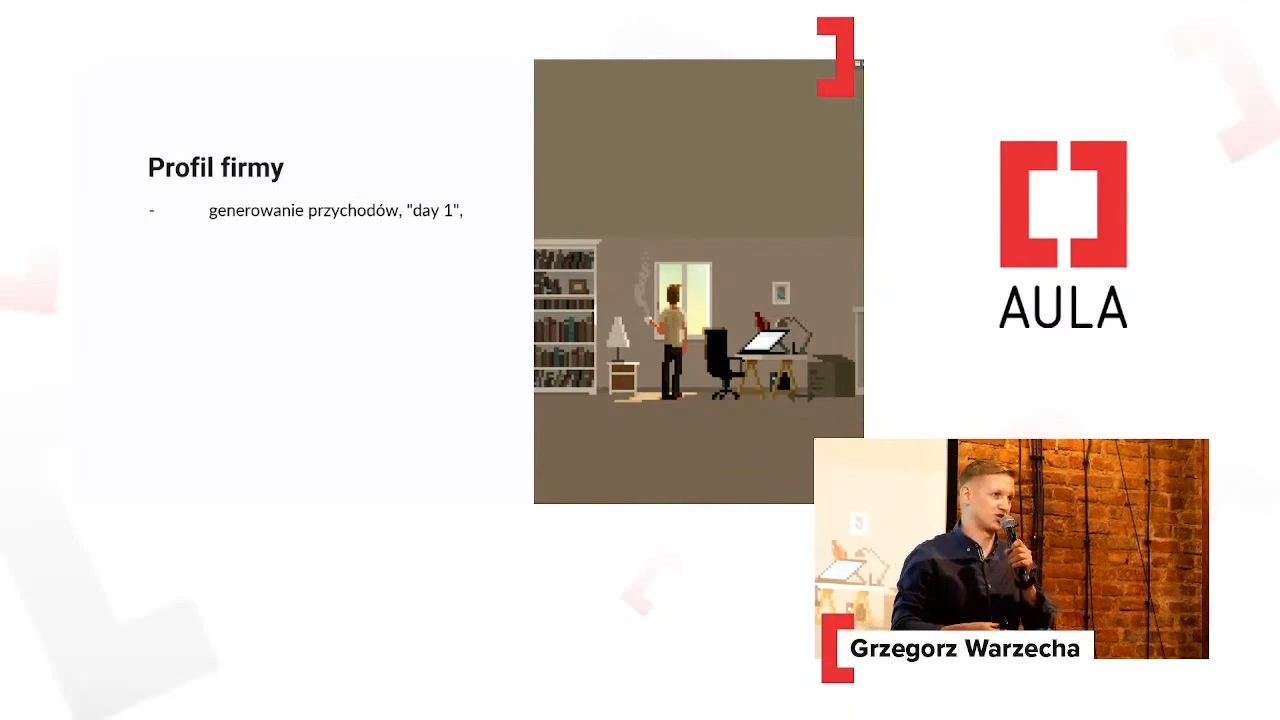 Profil firmy
- generowanie przychodów, "day 1",
AULA
Grzegorz Warzecha